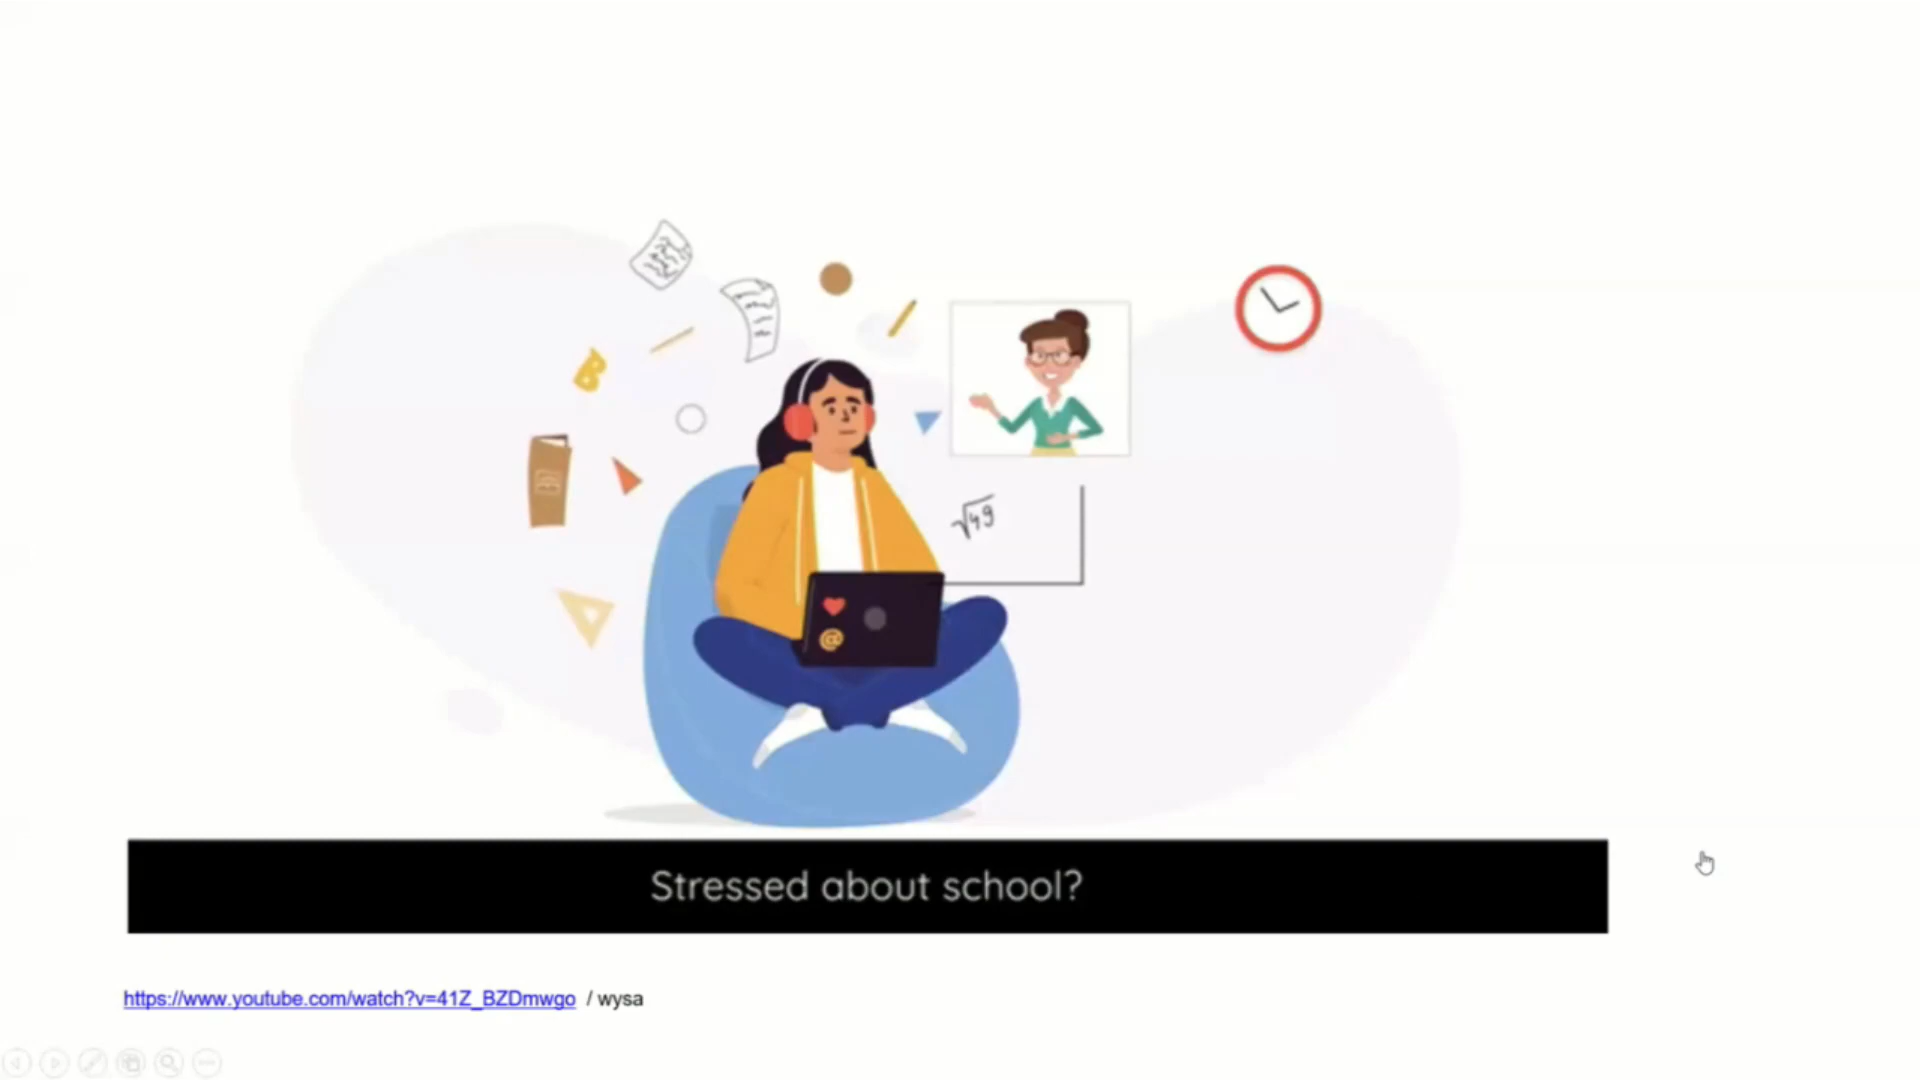 B
√49
@
Stressed about school?
https://www.youtube.com/watch?v=41Z_BZDmwgo / wysa